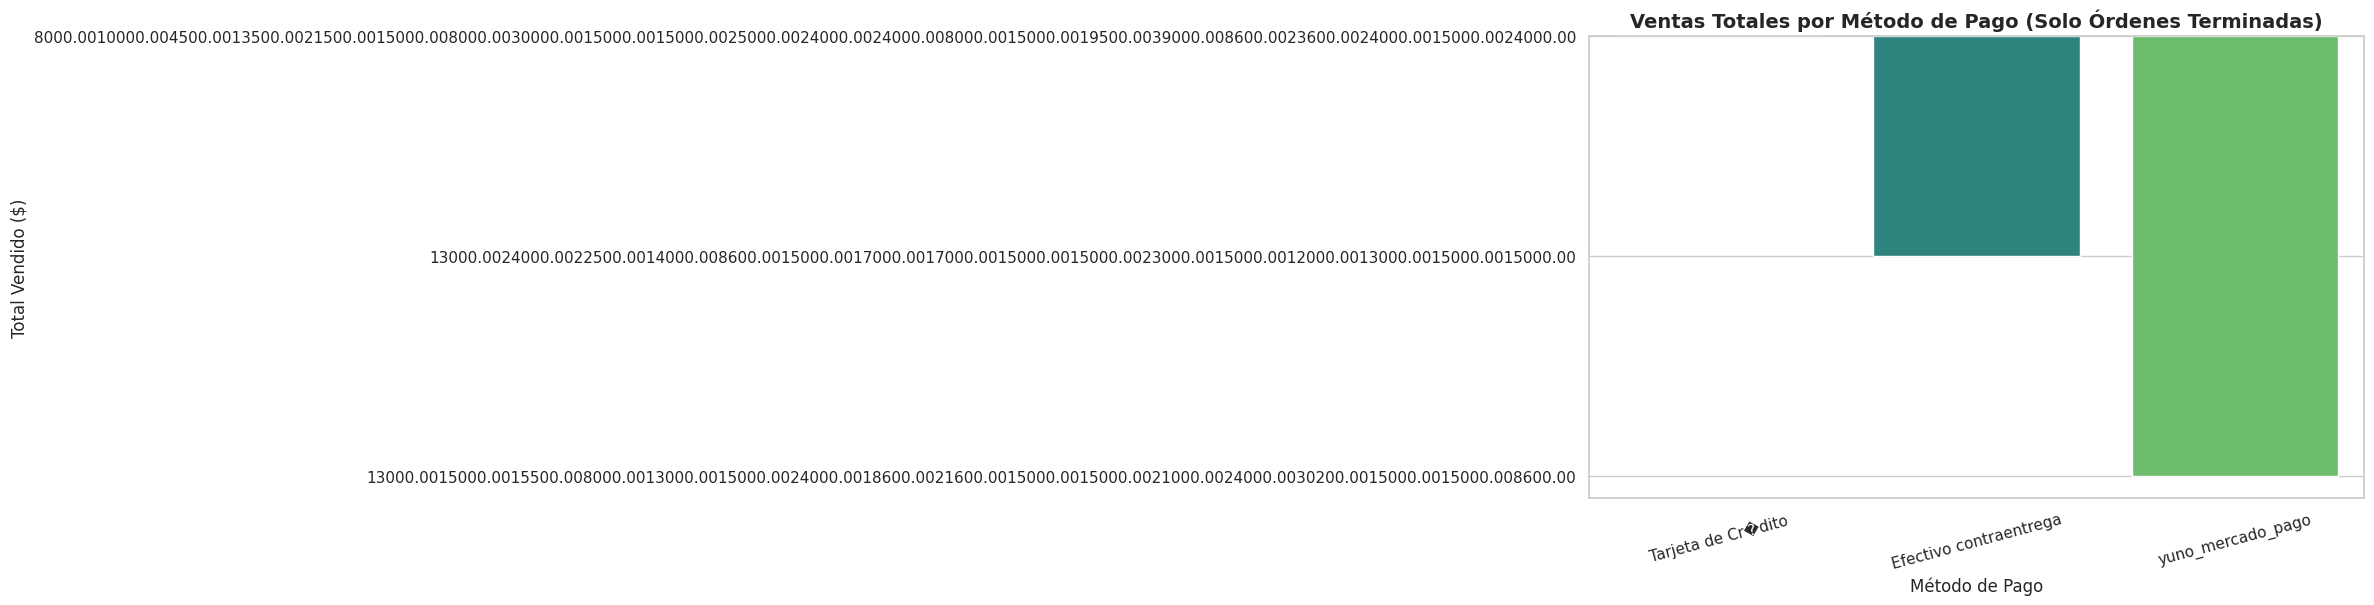 Ventas Totales por Método de Pago (Solo Órdenes Terminadas)
8000.0010000.004500.0013500.0021500.0015000.008000.0030000.0015000.0015000.0025000.0024000.0024000.008000.0015000.0019500.0039000.008600.0023600.0024000.0015000.0024000.00
Total Vendido ($)
13000.0024000.0022500.0014000.008600.0015000.0017000.0017000.0015000.0015000.0023000.0015000.0012000.0013000.0015000.0015000.00
13000.0015000.0015500.008000.0013000.0015000.0024000.0018600.0021600.0015000.0015000.0021000.0024000.0030200.0015000.0015000.008600.00
Tarjeta de Cr�dito
Efectivo contraentrega
yuno_mercado_pago
Método de Pago